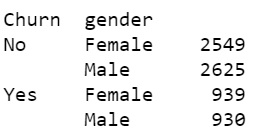 Churn gender
No Female 2549
Male 2625
Yes Female 939
Male 930